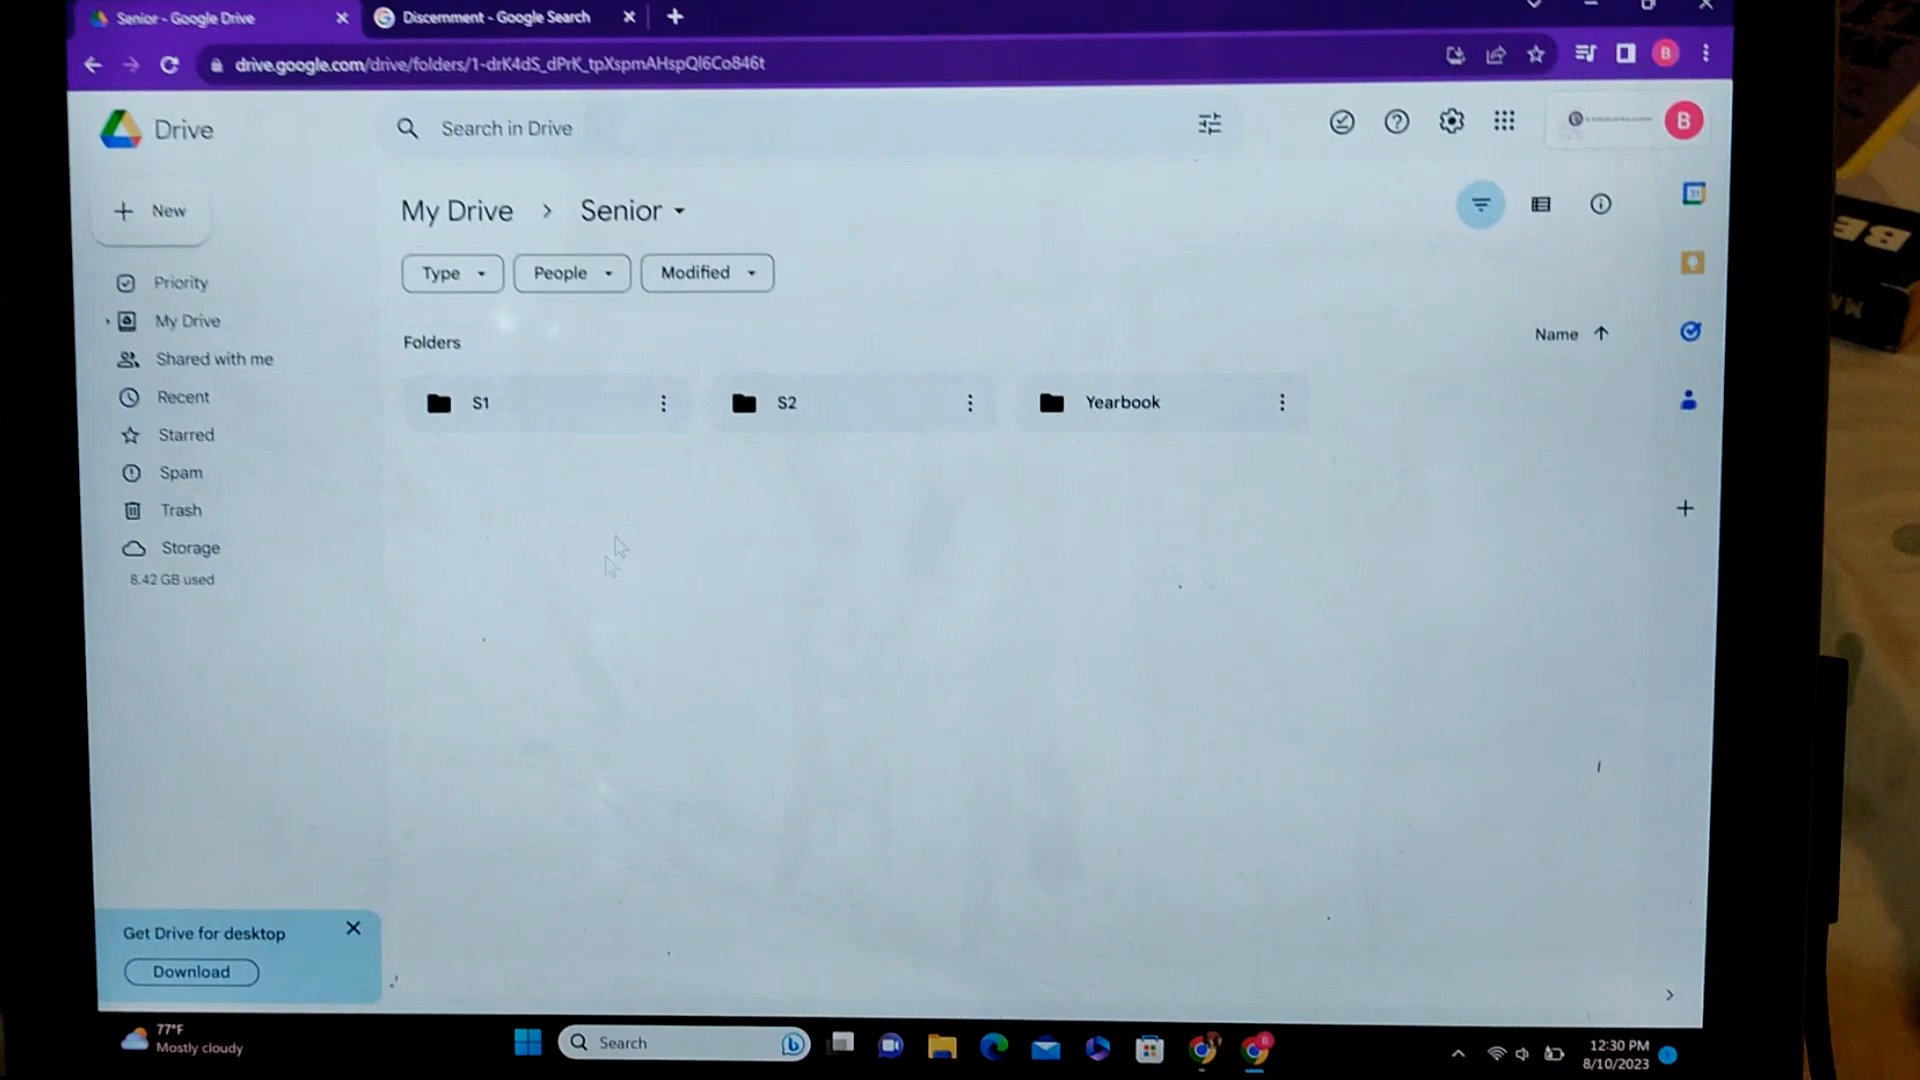 Senior - Google Drive
Discernment - Google Search
drive.google.com/drive/folders/1-drK4dS_dPrK_tpXspmAHspQl6Co846t
B
Drive
Search in Drive
B
New
My Drive > Senior
Type
People
Modified
Priority
My Drive
Shared with me
Recent
Starred
Spam
Trash
Storage
8.42 GB used
Folders
Name
S1
S2
Yearbook
31
Get Drive for desktop
Download
77°F
Mostly cloudy
Search
B
12:30 PM
8/10/2023
BE